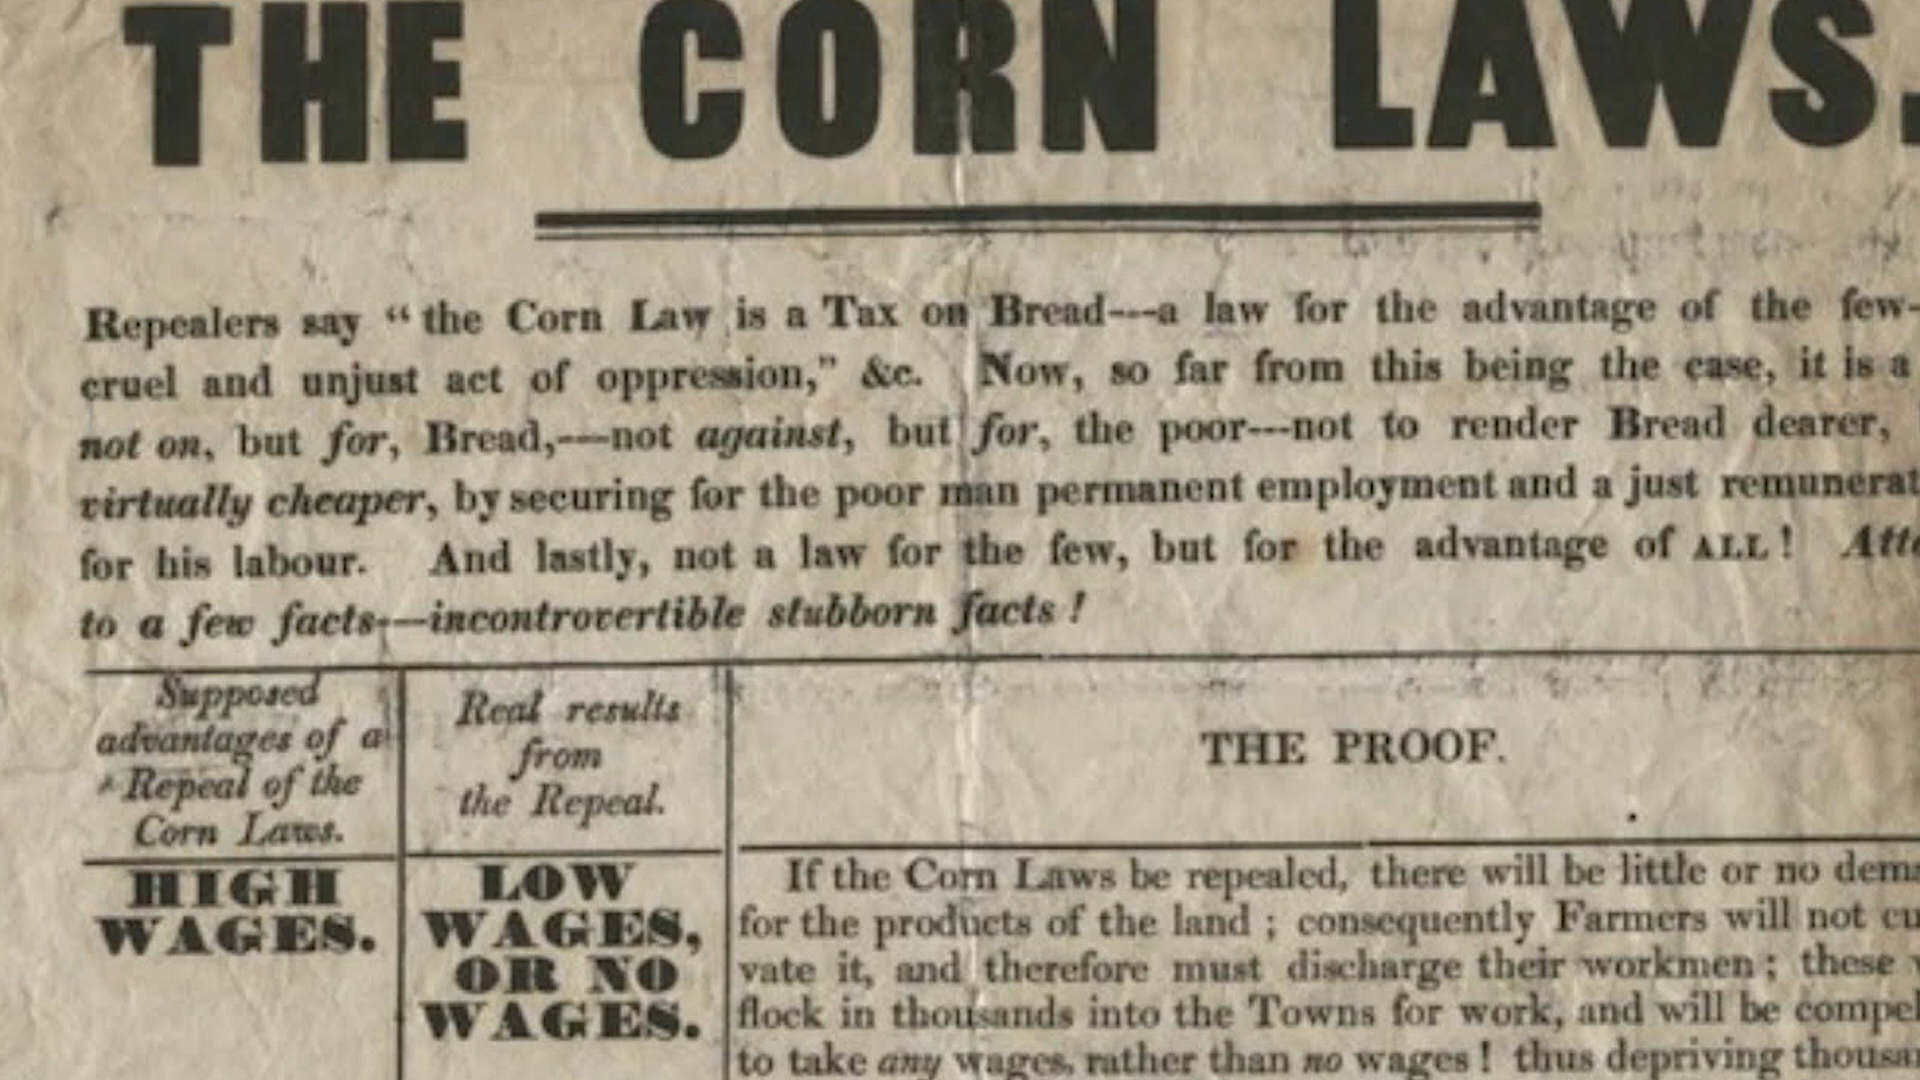 THE CORN LAWS.
Repealers say “ the Corn Law is a Tax on Bread---a law for the advantage of the few-
cruel and unjust act of oppression,” &c. Now, so far from this being the case, it is a
not on, but for, Bread,---not against, but for, the poor---not to render Bread dearer,
virtually cheaper, by securing for the poor man permanent employment and a just remunerat
for his labour. And lastly, not a law for the few, but for the advantage of ALL ! Atte
to a few facts---incontrovertible stubborn facts !
Supposed
advantages of a
Repeal of the
Corn Laws.
Real results
from
the Repeal.
THE PROOF.
HIGH
WAGES.
LOW
WAGES,
OR NO
WAGES.
If the Corn Laws be repealed, there will be little or no dema
for the products of the land ; consequently Farmers will not cu
vate it, and therefore must discharge their workmen ; these
flock in thousands into the Towns for work, and will be compel
to take any wages, rather than no wages ! thus depriving thousan